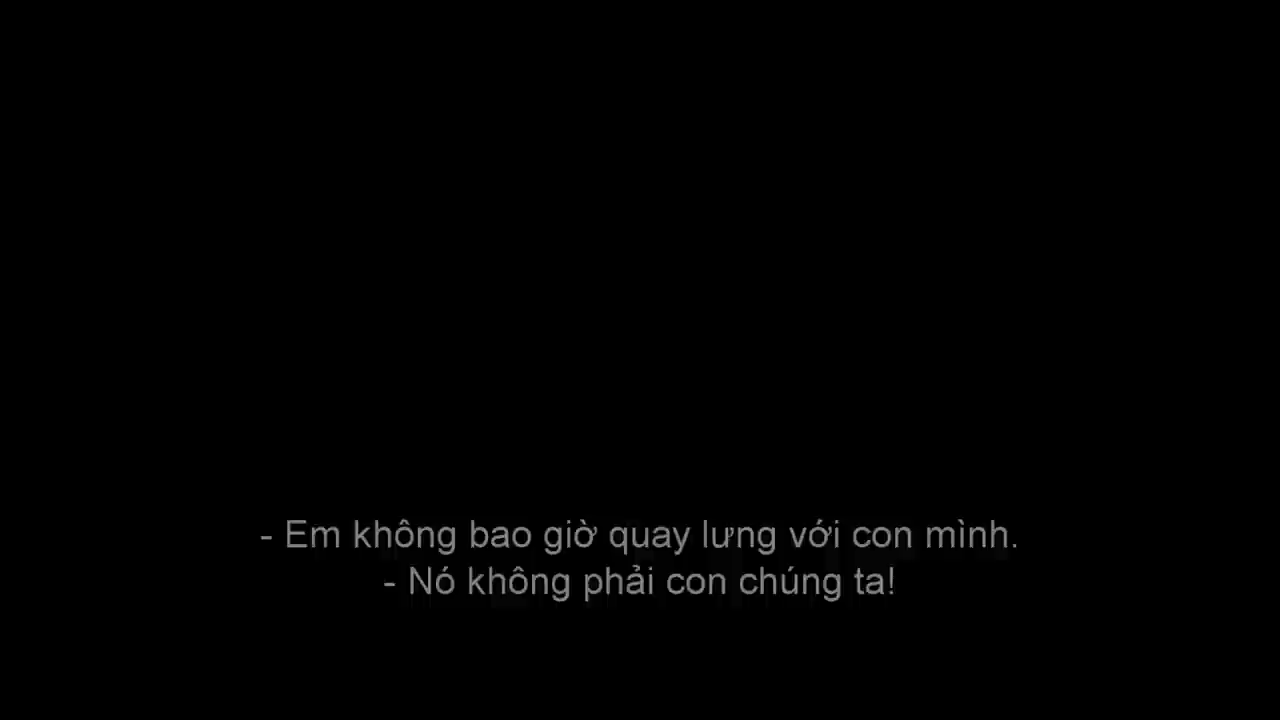 - Em không bao giờ quay lưng với con mình.
- Nó không phải con chúng ta!